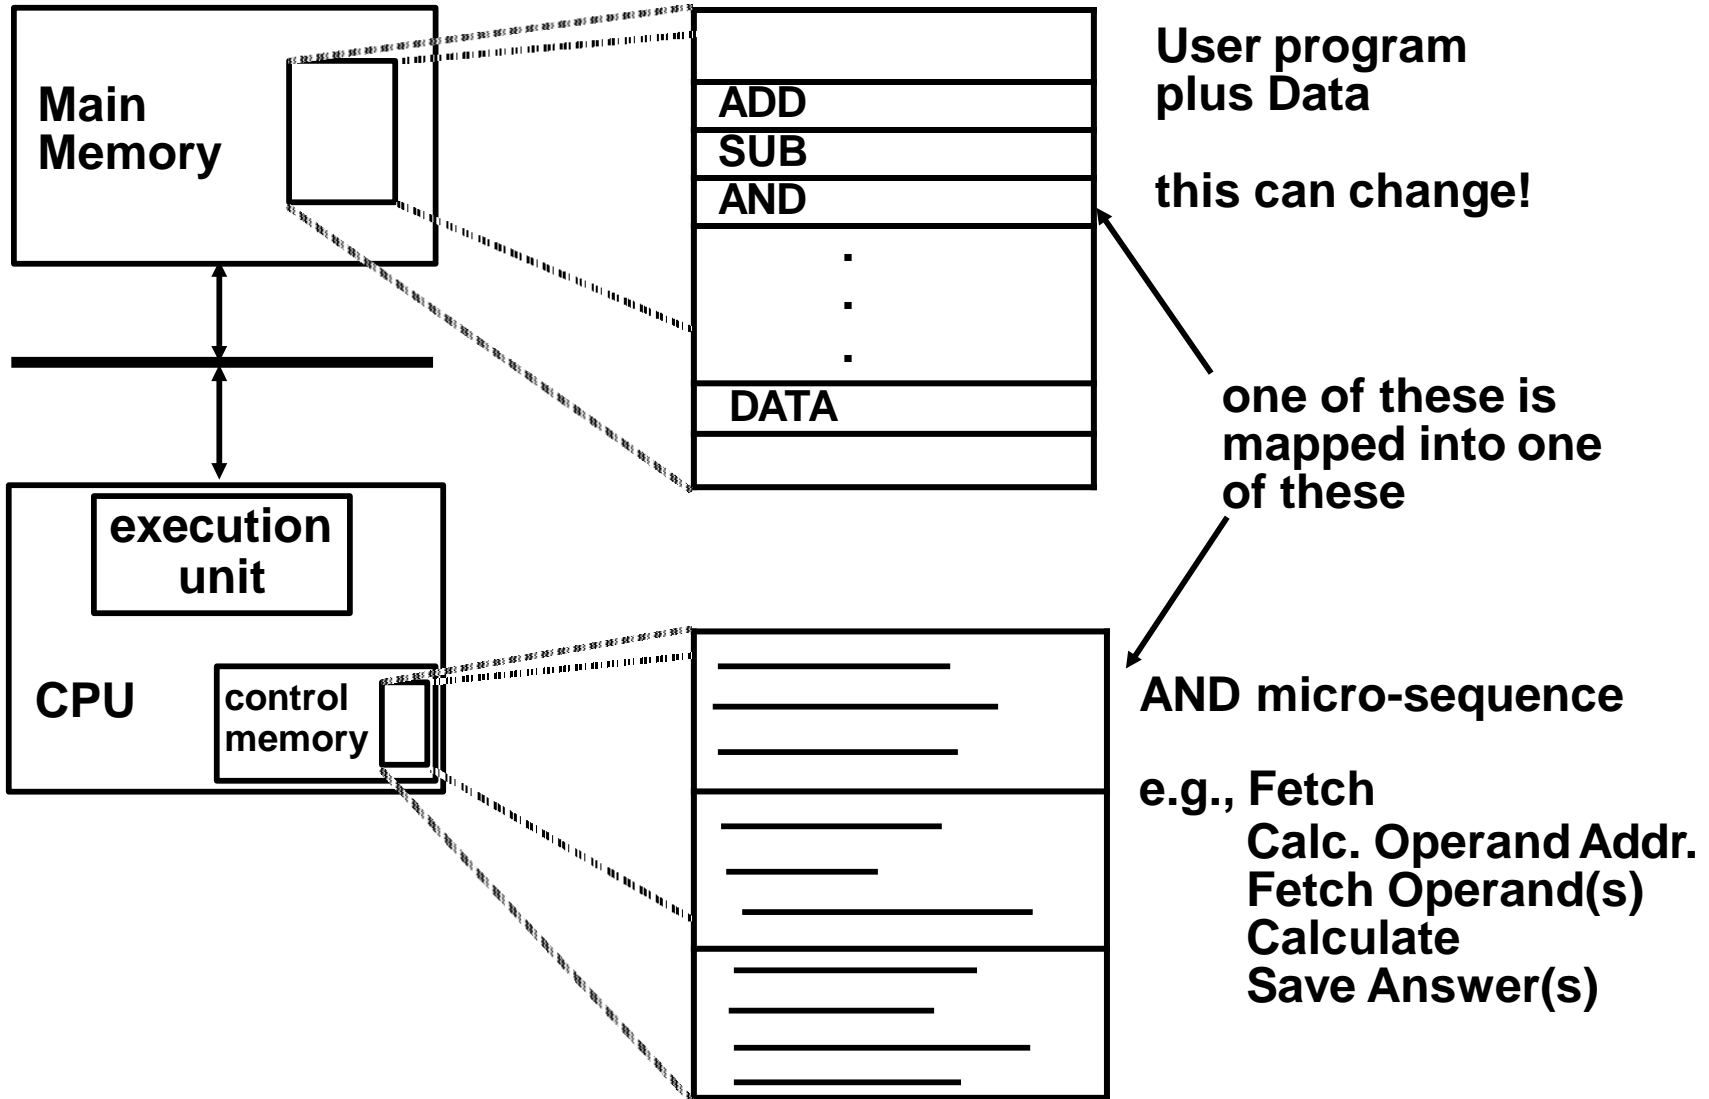 Main
Memory
ADD
SUB
AND
.
.
.
DATA
User program
plus Data
this can change!
one of these is
mapped into one
of these
execution
unit
CPU
control
memory
AND micro-sequence
e.g., Fetch
Calc. Operand Addr.
Fetch Operand(s)
Calculate
Save Answer(s)